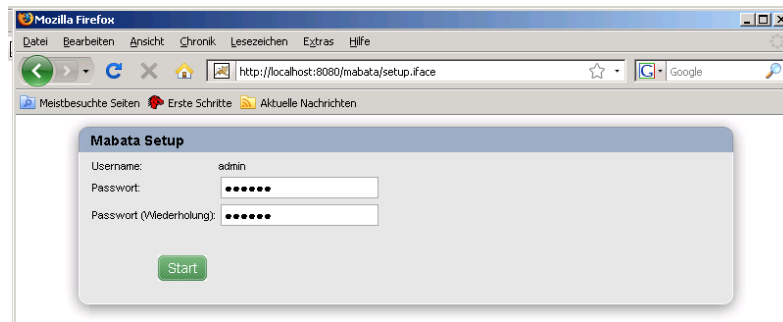 Mozilla Firefox
Datei Bearbeiten Ansicht Chronik Lesezeichen Extras Hilfe
http://localhost:8080/mabata/setup.iface G Google
Meistbesuchte Seiten Erste Schritte Aktuelle Nachrichten
Mabata Setup
Username: admin
Passwort: ●●●●●●
Passwort (Wiederholung): ●●●●●●
Start